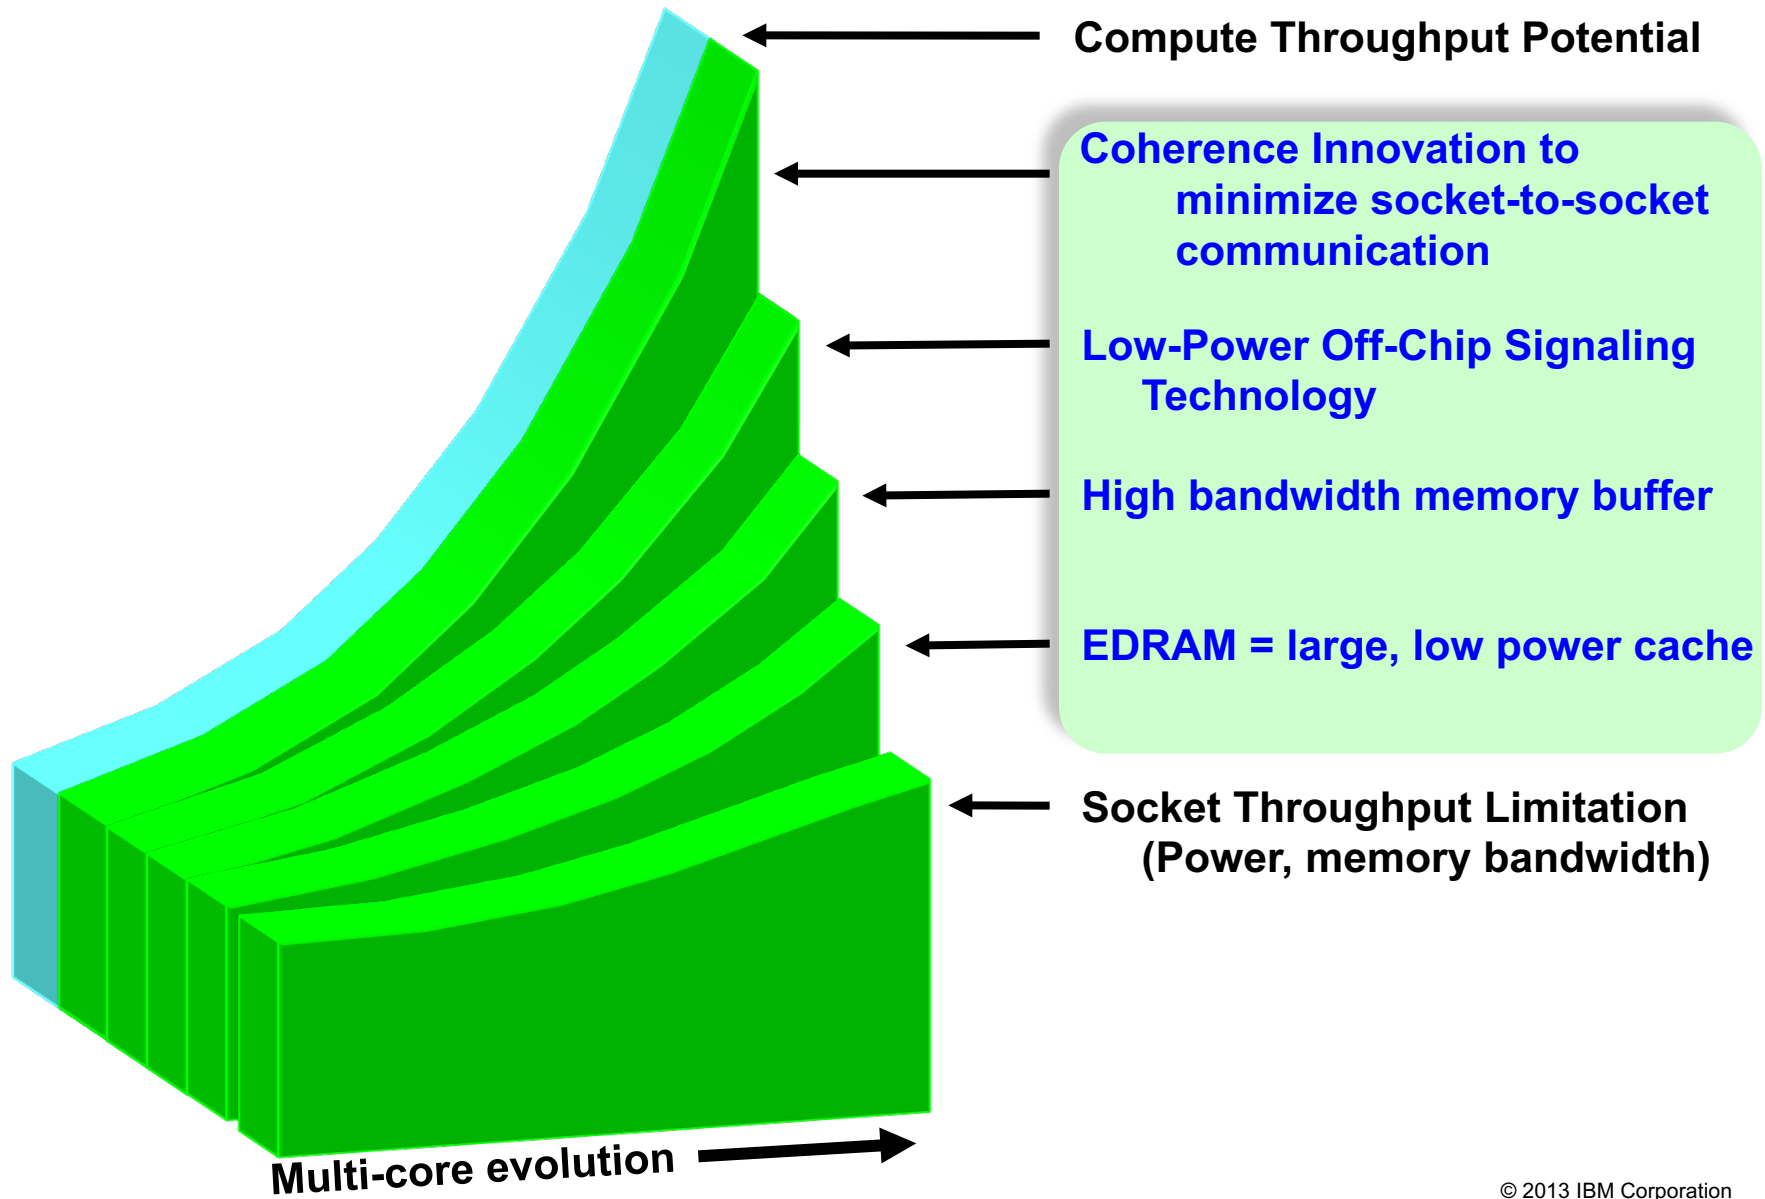 Compute Throughput Potential
Coherence Innovation to
minimize socket-to-socket
communication
Low-Power Off-Chip Signaling
Technology
High bandwidth memory buffer
EDRAM = large, low power cache
Socket Throughput Limitation
(Power, memory bandwidth)
Multi-core evolution
© 2013 IBM Corporation